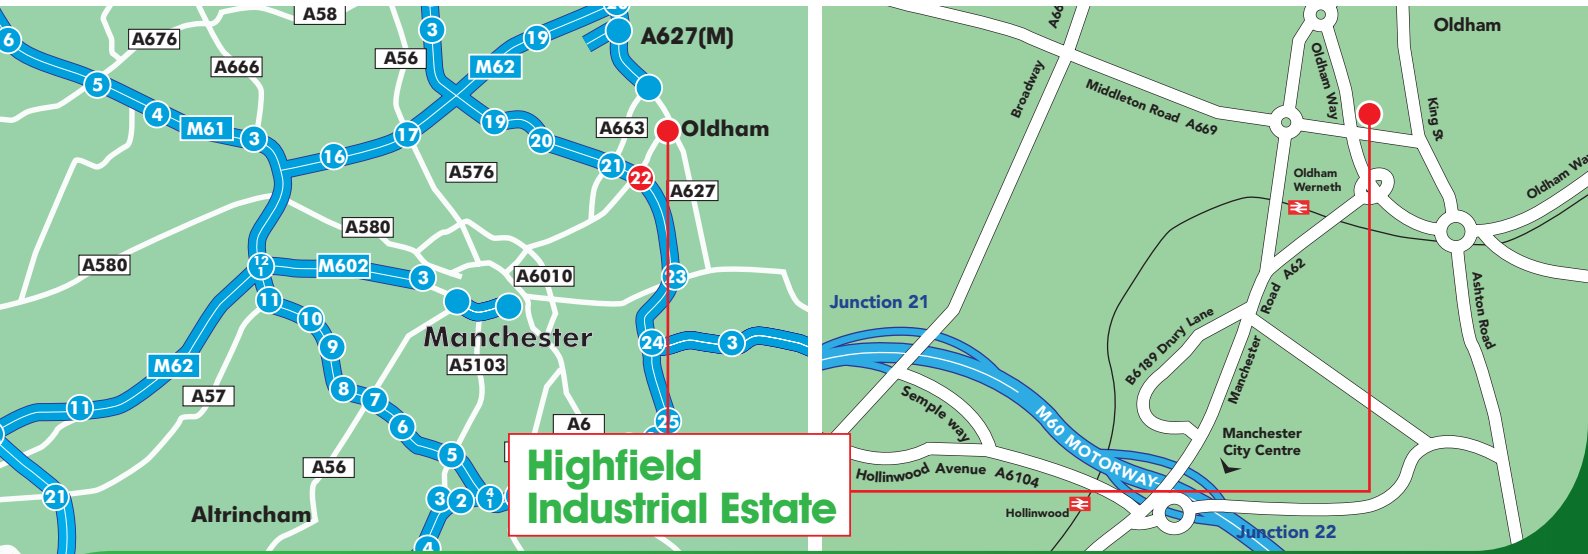 A58
6
A676
A666
3
A56
M62
19
A627(M)
5
4
M61
3
16
17
19
20
A663
Oldham
21
22
A576
A627
A580
A580
12
1
M602
3
A6010
23
11
10
9
Manchester
24
3
M62
A5103
A57
8
7
11
6
25
A6
5
A56
3
2
4
1
21
Altrincham
4
Highfield
Industrial Estate
Oldham
Broadway
Middleton Road A669
Oldham Way
King St
Oldham
Werneth
Junction 21
Road A62
B6189 Drury Lane
Manchester
Ashton Road
Semple way
M60 MOTORWAY
Manchester
City Centre
Hollinwood Avenue A6104
Hollinwood
Junction 22